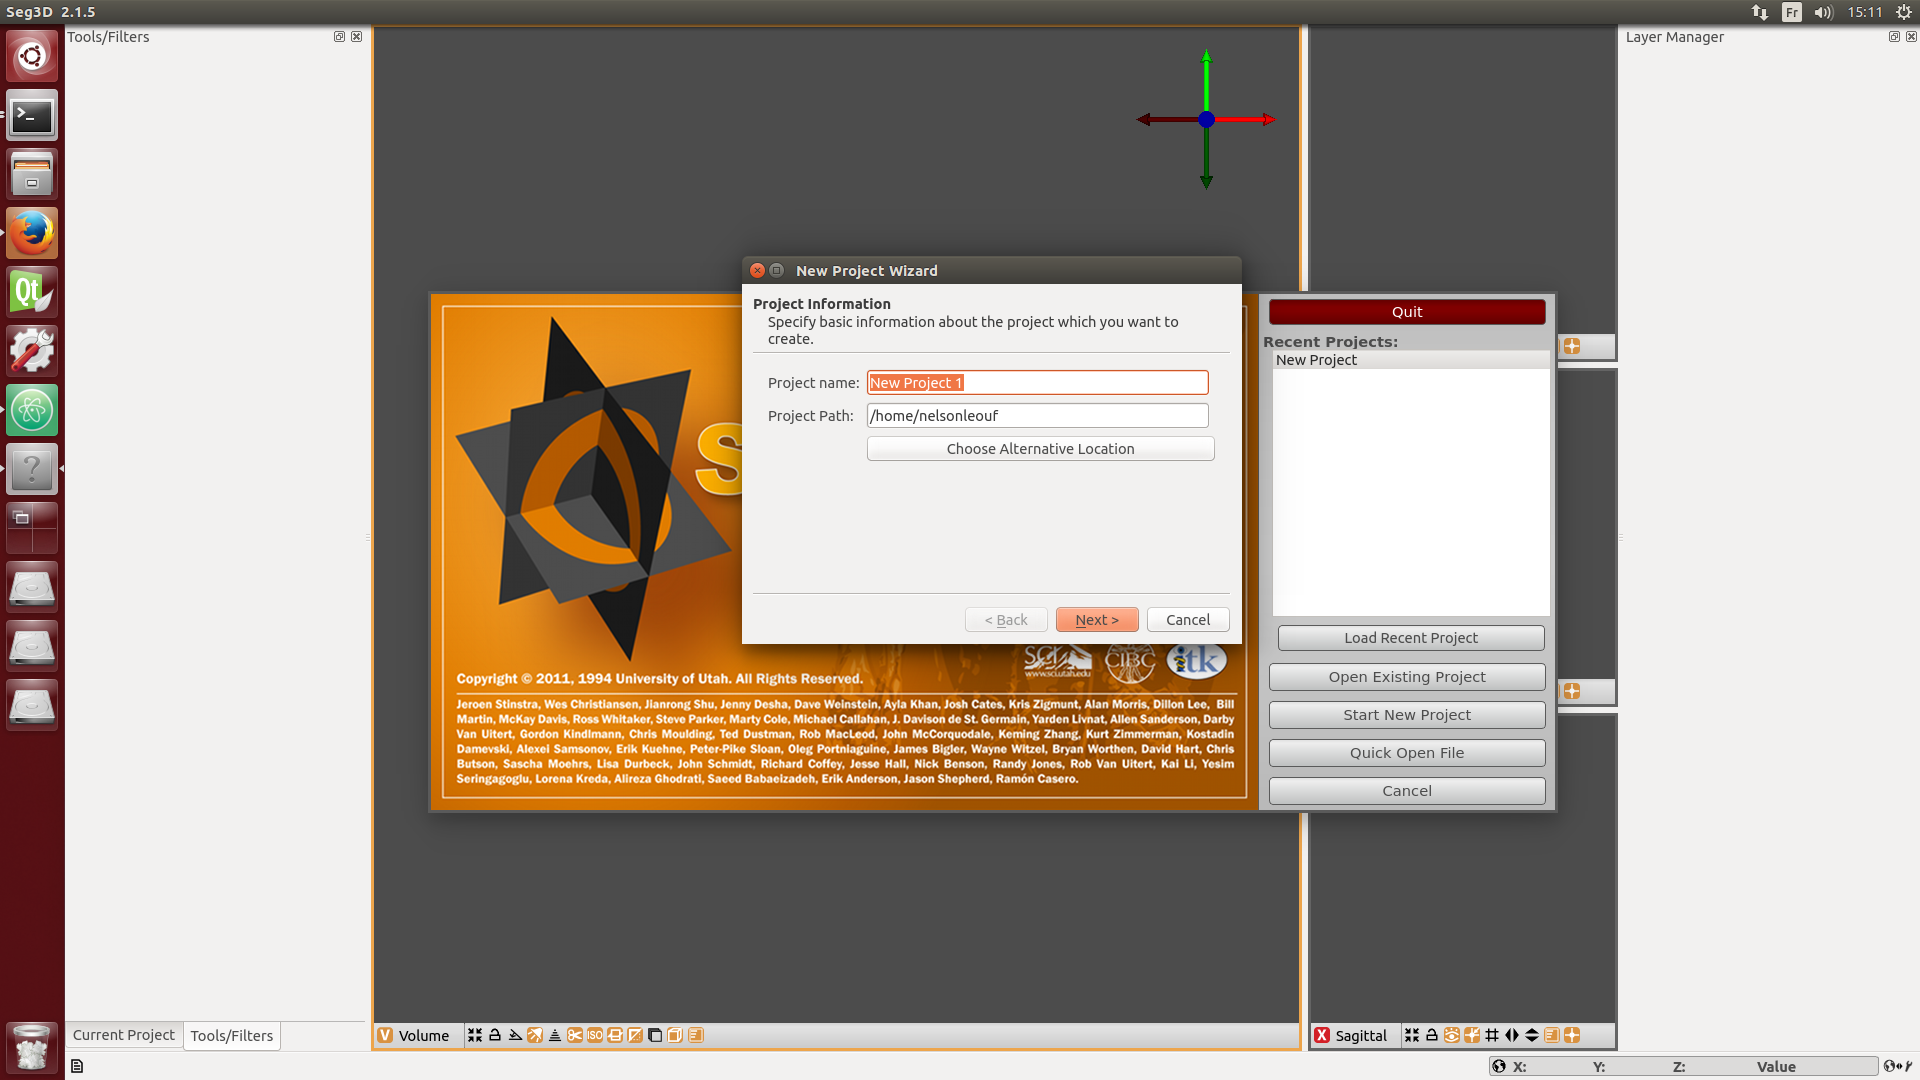 Seg3D 2.1.5
Fr
15:11
Tools/Filters
Layer Manager
New Project Wizard
Project Information
Specify basic information about the project which you want to
create.
Project name:
New Project 1
Project Path:
/home/nelsonleouf
Choose Alternative Location
< Back
Next >
Cancel
Quit
Recent Projects:
New Project
Load Recent Project
Open Existing Project
Start New Project
Quick Open File
Cancel
S
SCI
www.sci.utah.edu
CIBC
itk
Copyright © 2011, 1994 University of Utah. All Rights Reserved.
Jeroen Stinstra, Wes Christiansen, Jianrong Shu, Jenny Desha, Dave Weinstein, Ayla Khan, Josh Cates, Kris Zigmunt, Alan Morris, Dillon Lee, Bill
Martin, McKay Davis, Ross Whitaker, Steve Parker, Marty Cole, Michael Callahan, J. Davison de St. Germain, Yarden Livnat, Allen Sanderson, Darby
Van Uitert, Gordon Kindlmann, Chris Moulding, Ted Dustman, Rob MacLeod, John McCorquodale, Keming Zhang, Kurt Zimmerman, Kostadin
Damevski, Alexei Samsonov, Erik Kuehne, Peter-Pike Sloan, Oleg Portniaguine, James Bigler, Wayne Witzel, Bryan Worthen, David Hart, Chris
Butson, Sascha Moehrs, Lisa Durbeck, John Schmidt, Richard Coffey, Jesse Hall, Nick Benson, Randy Jones, Rob Van Uitert, Kai Li, Yesim
Seringagoglu, Lorena Kreda, Alireza Ghodrati, Saeed Babaeizadeh, Erik Anderson, Jason Shepherd, Ramón Casero.
Qt
Current Project
Tools/Filters
V Volume
ISO
X Sagittal
X:
Y:
Z:
Value